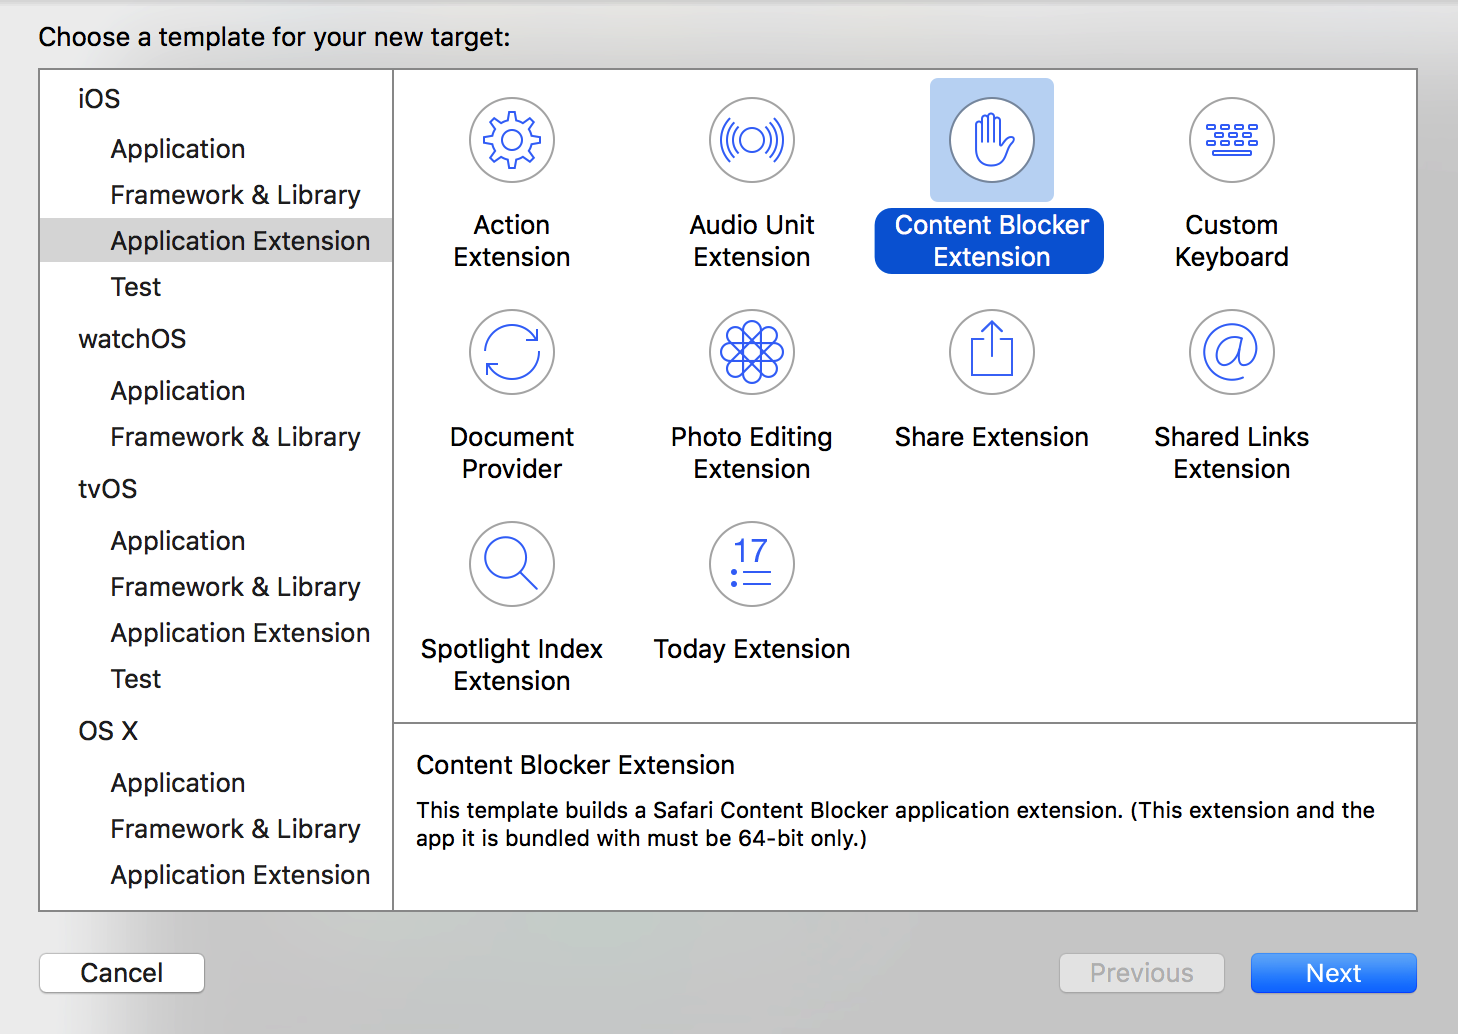 Choose a template for your new target:
iOS
Application
Framework & Library
Application Extension
Test
watchOS
Application
Framework & Library
tvOS
Application
Framework & Library
Application Extension
Test
OS X
Application
Framework & Library
Application Extension
Action
Extension
Audio Unit
Extension
Content Blocker
Extension
Custom
Keyboard
Document
Provider
Photo Editing
Extension
Share Extension
@
Shared Links
Extension
Spotlight Index
Extension
17
Today Extension
Content Blocker Extension
This template builds a Safari Content Blocker application extension. (This extension and the
app it is bundled with must be 64-bit only.)
Cancel
Previous
Next